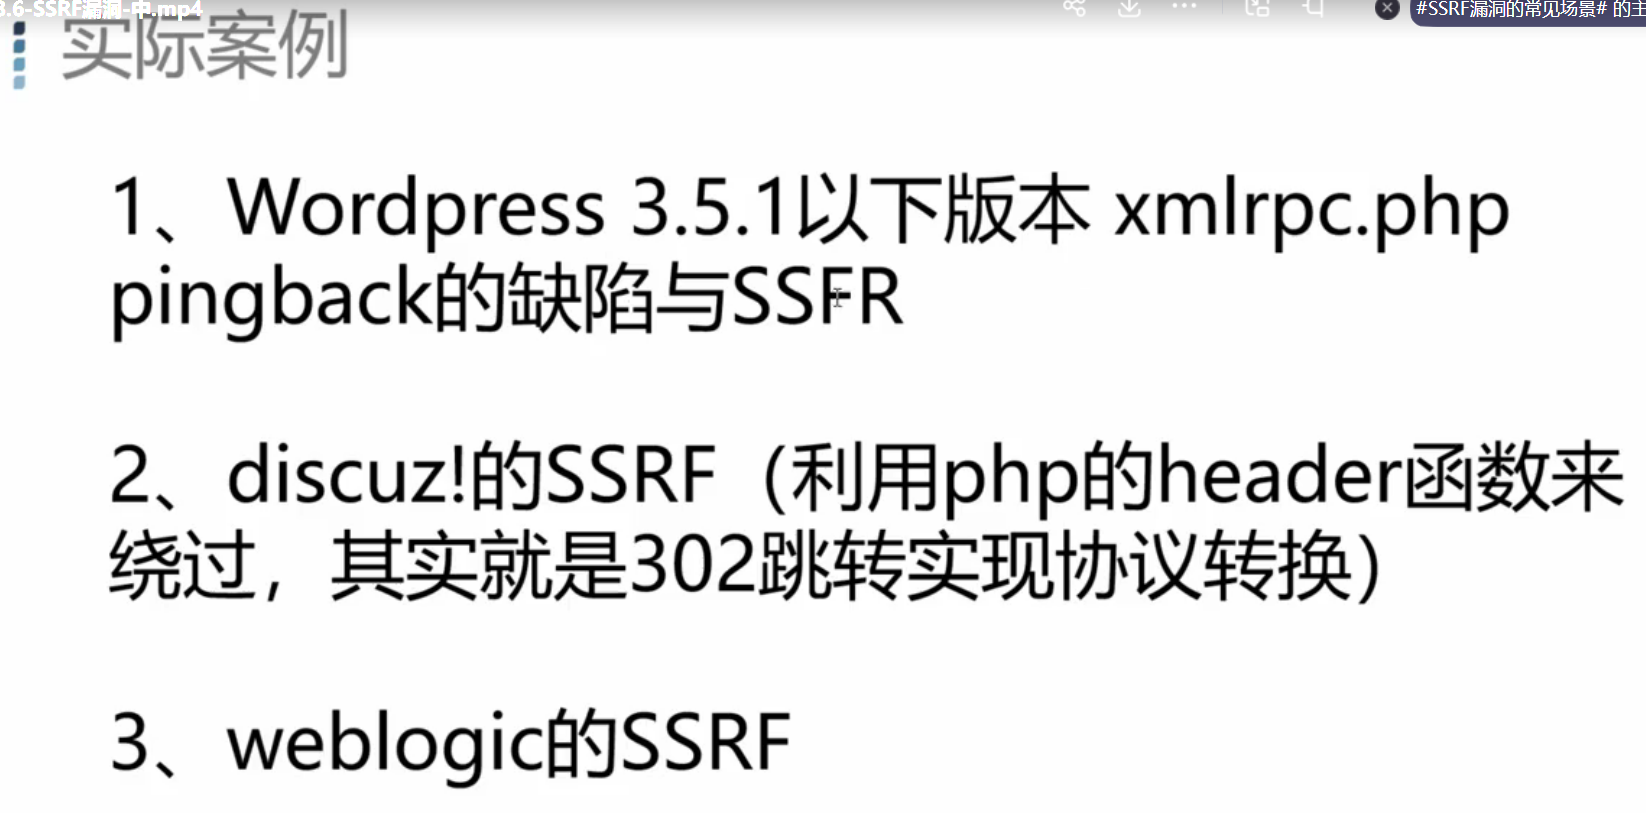 3.6-SSRF漏洞-中.mp4
#SSRF漏洞的常见场景# 的主
实际案例
1、Wordpress 3.5.1以下版本 xmlrpc.php
pingback的缺陷与SSFR
2、discuz!的SSRF（利用php的header函数来
绕过，其实就是302跳转实现协议转换）
3、weblogic的SSRF